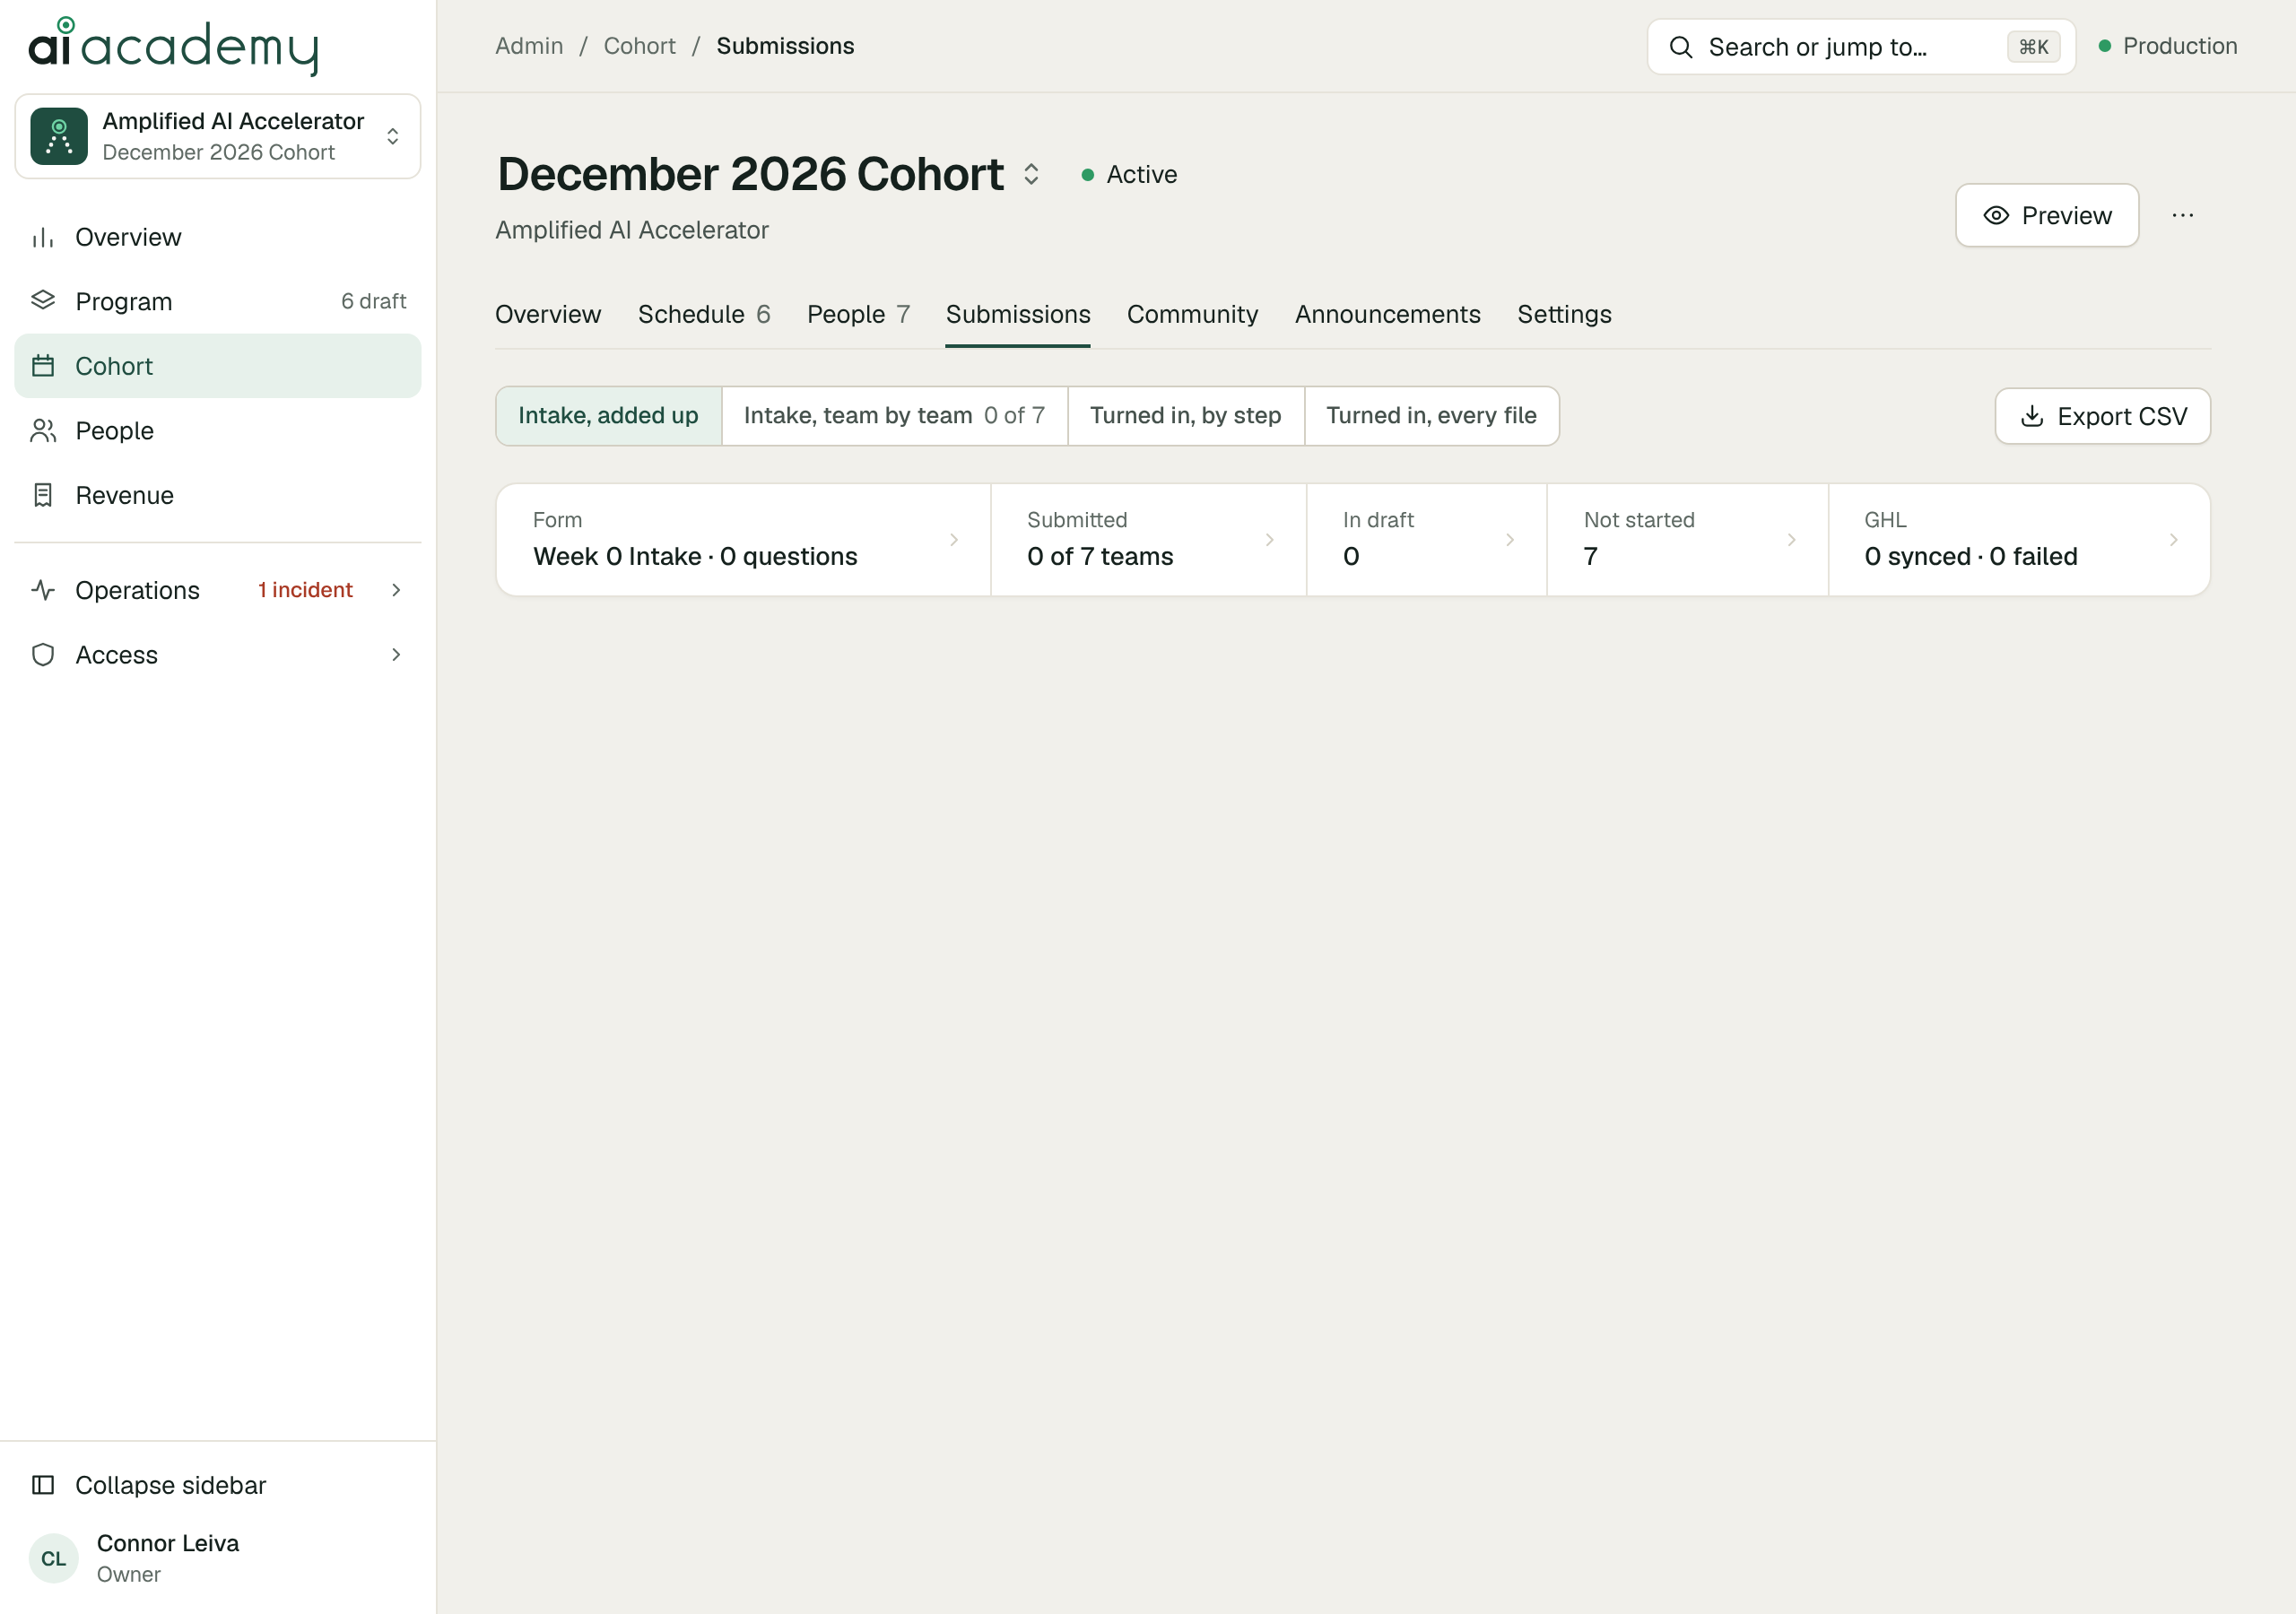 ai academy
Amplified AI Accelerator
December 2026 Cohort
Overview
Program 6 draft
Cohort
People
Revenue
Operations 1 incident
Access
Collapse sidebar
CL
Connor Leiva
Owner
Admin / Cohort / Submissions
Search or jump to... ⌘K
Production
December 2026 Cohort
Active
Amplified AI Accelerator
Preview
Overview Schedule 6 People 7 Submissions Community Announcements Settings
Intake, added up Intake, team by team 0 of 7 Turned in, by step Turned in, every file
Export CSV
Form
Week 0 Intake · 0 questions
Submitted
0 of 7 teams
In draft
0
Not started
7
GHL
0 synced · 0 failed